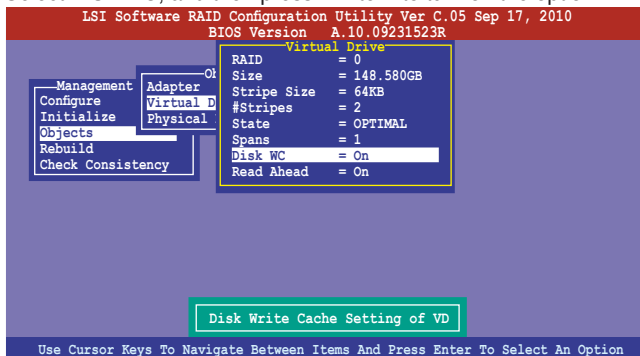 LSI Software RAID Configuration Utility Ver C.05 Sep 17, 2010
BIOS Version A.10.09231523R
Management
Configure
Initialize
Objects
Rebuild
Check Consistency
Ob
Adapter
Virtual D
Physical
Virtual Drive
RAID = 0
Size = 148.580GB
Stripe Size = 64KB
#Stripes = 2
State = OPTIMAL
Spans = 1
Disk WC = On
Read Ahead = On
Disk Write Cache Setting of VD
Use Cursor Keys To Navigate Between Items And Press Enter To Select An Option